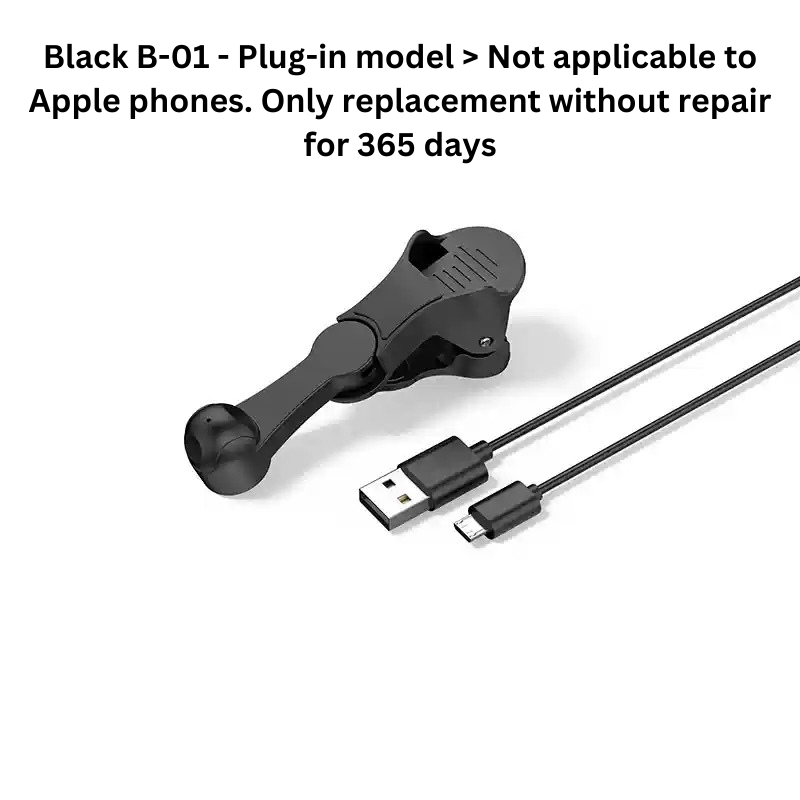 Black B-01 - Plug-in model > Not applicable to
Apple phones. Only replacement without repair
for 365 days